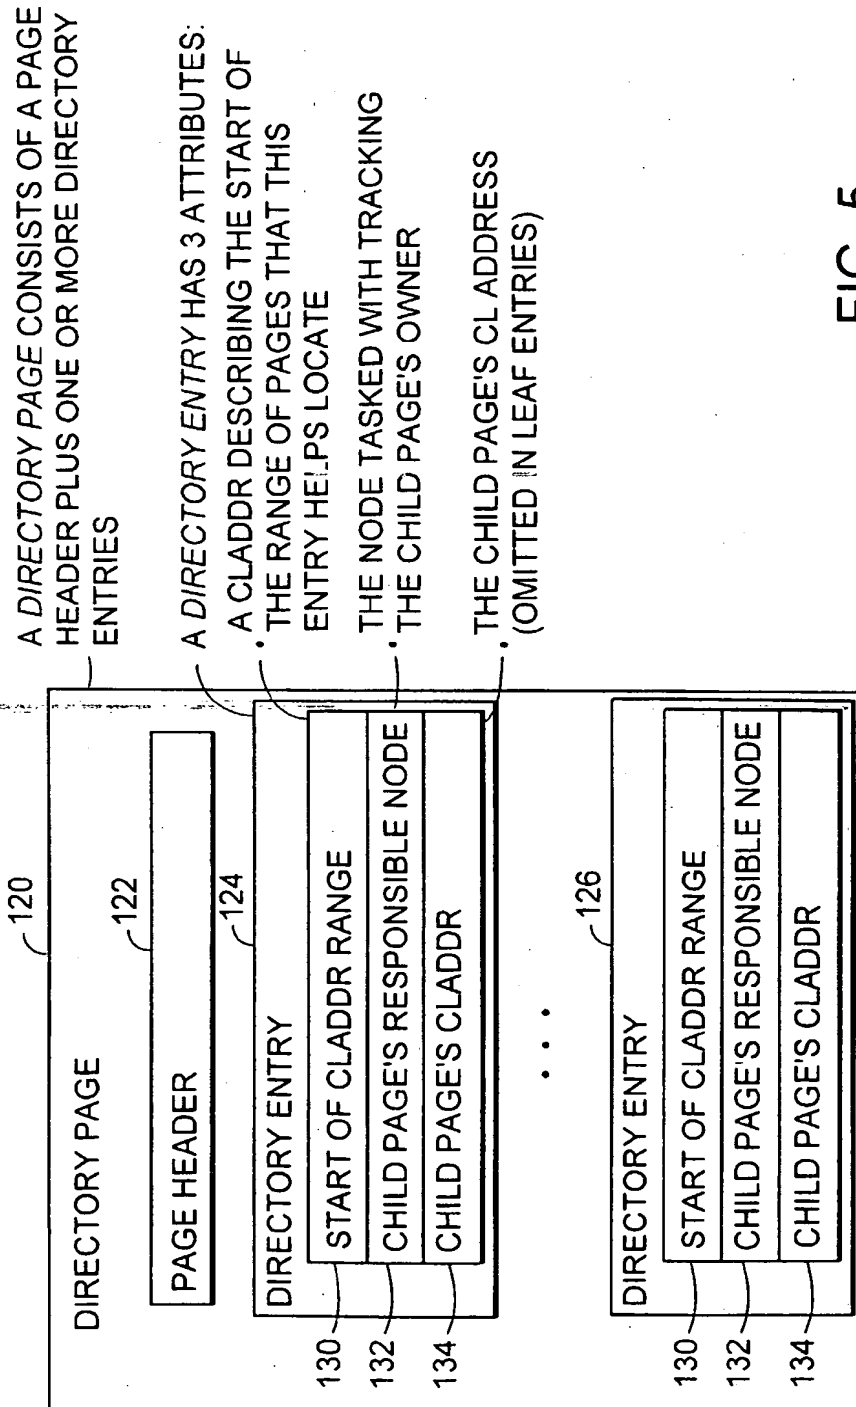 120
DIRECTORY PAGE
122
PAGE HEADER
124
DIRECTORY ENTRY
130
START OF CLADDR RANGE
132
CHILD PAGE'S RESPONSIBLE NODE
134
CHILD PAGE'S CLADDR
. . .
126
DIRECTORY ENTRY
130
START OF CLADDR RANGE
132
CHILD PAGE'S RESPONSIBLE NODE
134
CHILD PAGE'S CLADDR
A DIRECTORY PAGE CONSISTS OF A PAGE
HEADER PLUS ONE OR MORE DIRECTORY
ENTRIES
A DIRECTORY ENTRY HAS 3 ATTRIBUTES:
A CLADDR DESCRIBING THE START OF
• THE RANGE OF PAGES THAT THIS
ENTRY HELPS LOCATE
THE NODE TASKED WITH TRACKING
• THE CHILD PAGE'S OWNER
THE CHILD PAGE'S CL ADDRESS
• (OMITTED IN LEAF ENTRIES)
FIG. 5